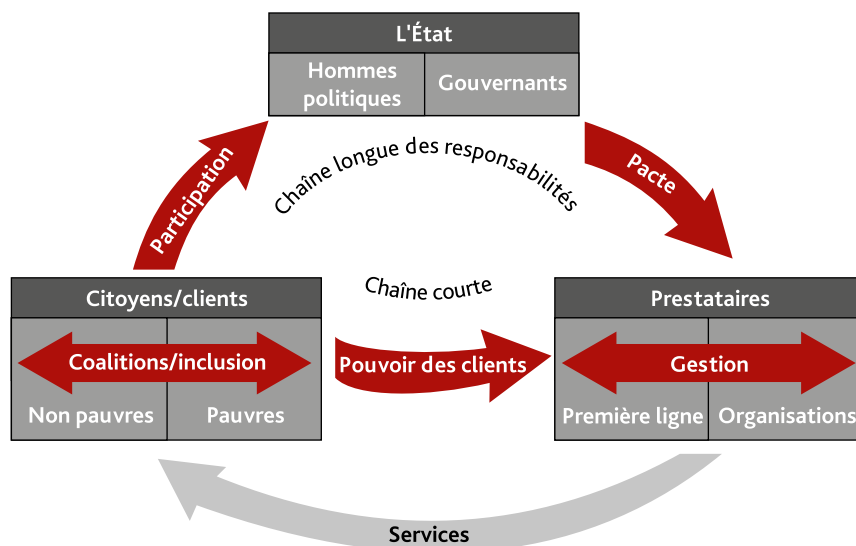 L'État
Hommes
politiques
Gouvernants
Chaîne longue des responsabilités
Participation
Pacte
Citoyens/clients
Chaîne courte
Prestataires
Coalitions/inclusion
Pouvoir des clients
Gestion
Non pauvres
Pauvres
Première ligne
Organisations
Services